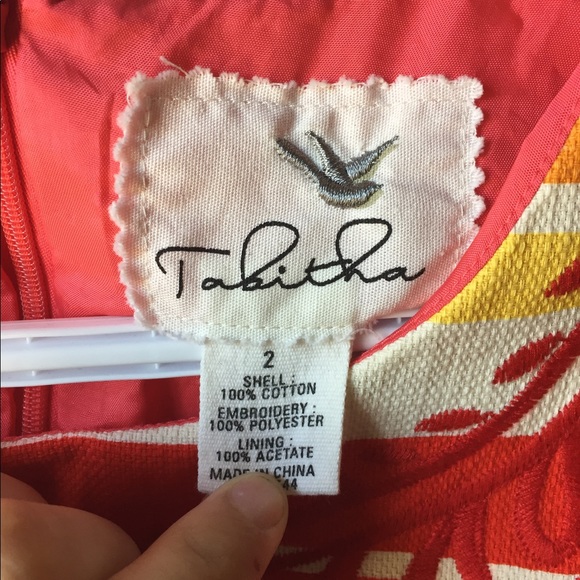 Tabitha
2
SHELL :
100% COTTON
EMBROIDERY :
100% POLYESTER
LINING :
100% ACETATE
MADE IN CHINA